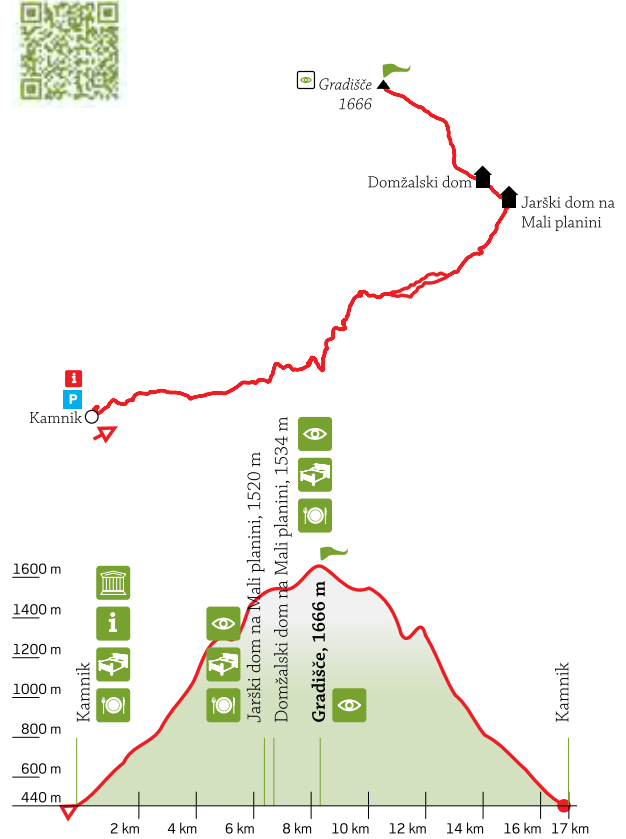 Gradišče
1666
Domžalski dom
Jarški dom na
Mali planini
i
P
Kamnik
1600 m
1400 m
1200 m
1000 m
800 m
600 m
440 m
Kamnik
i
Jarški dom na Mali planini, 1520 m
Domžalski dom na Mali planini, 1534 m
Gradišče, 1666 m
Kamnik
2 km
4 km
6 km
8 km
10 km
12 km
14 km
16 km
17 km